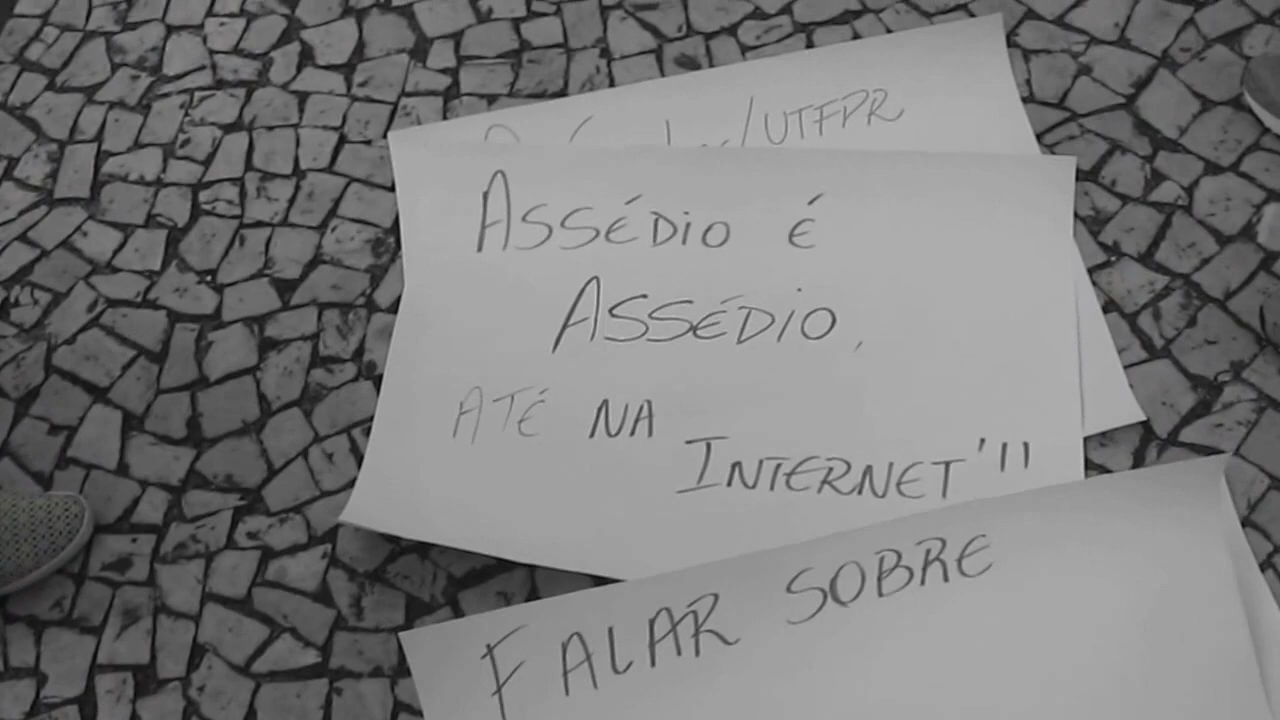 /UTFPR
ASSÉDIO É
ASSÉDIO,
ATÉ NA
INTERNET!!!
FALAR SOBRE